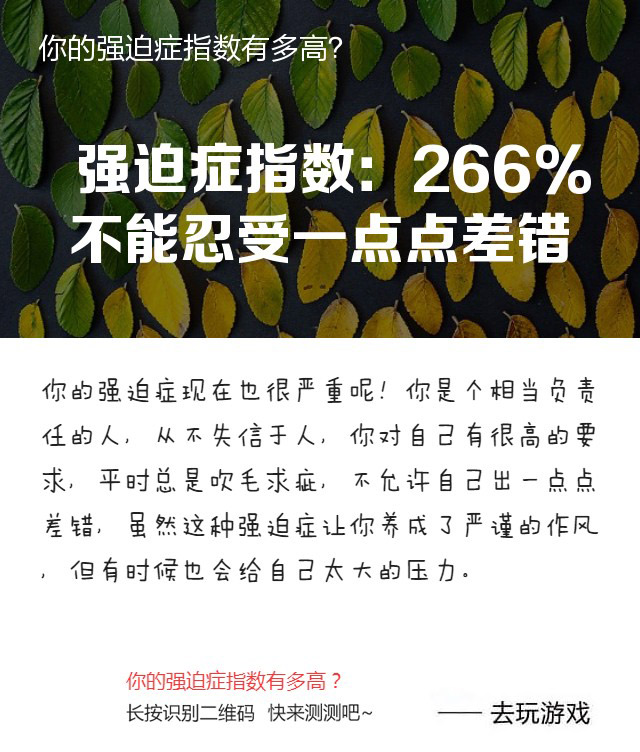 你的强迫症指数有多高?
强迫症指数：266%
不能忍受一点点差错
你的强迫症现在也很严重呢！你是个相当负责
任的人，从不失信于人，你对自己有很高的要
求，平时总是吹毛求疵，不允许自己出一点点
差错，虽然这种强迫症让你养成了严谨的作风
，但有时候也会给自己太大的压力。
你的强迫症指数有多高？
长按识别二维码 快来测测吧~
—— 去玩游戏